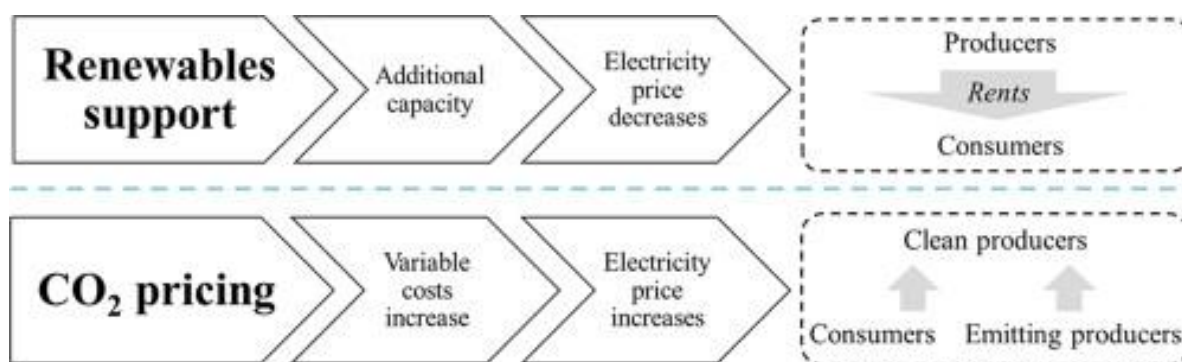 Renewables
support
Additional
capacity
Electricity
price
decreases
Producers
Rents
Consumers
CO₂ pricing
Variable
costs
increase
Electricity
price
increases
Clean producers
Consumers Emitting producers